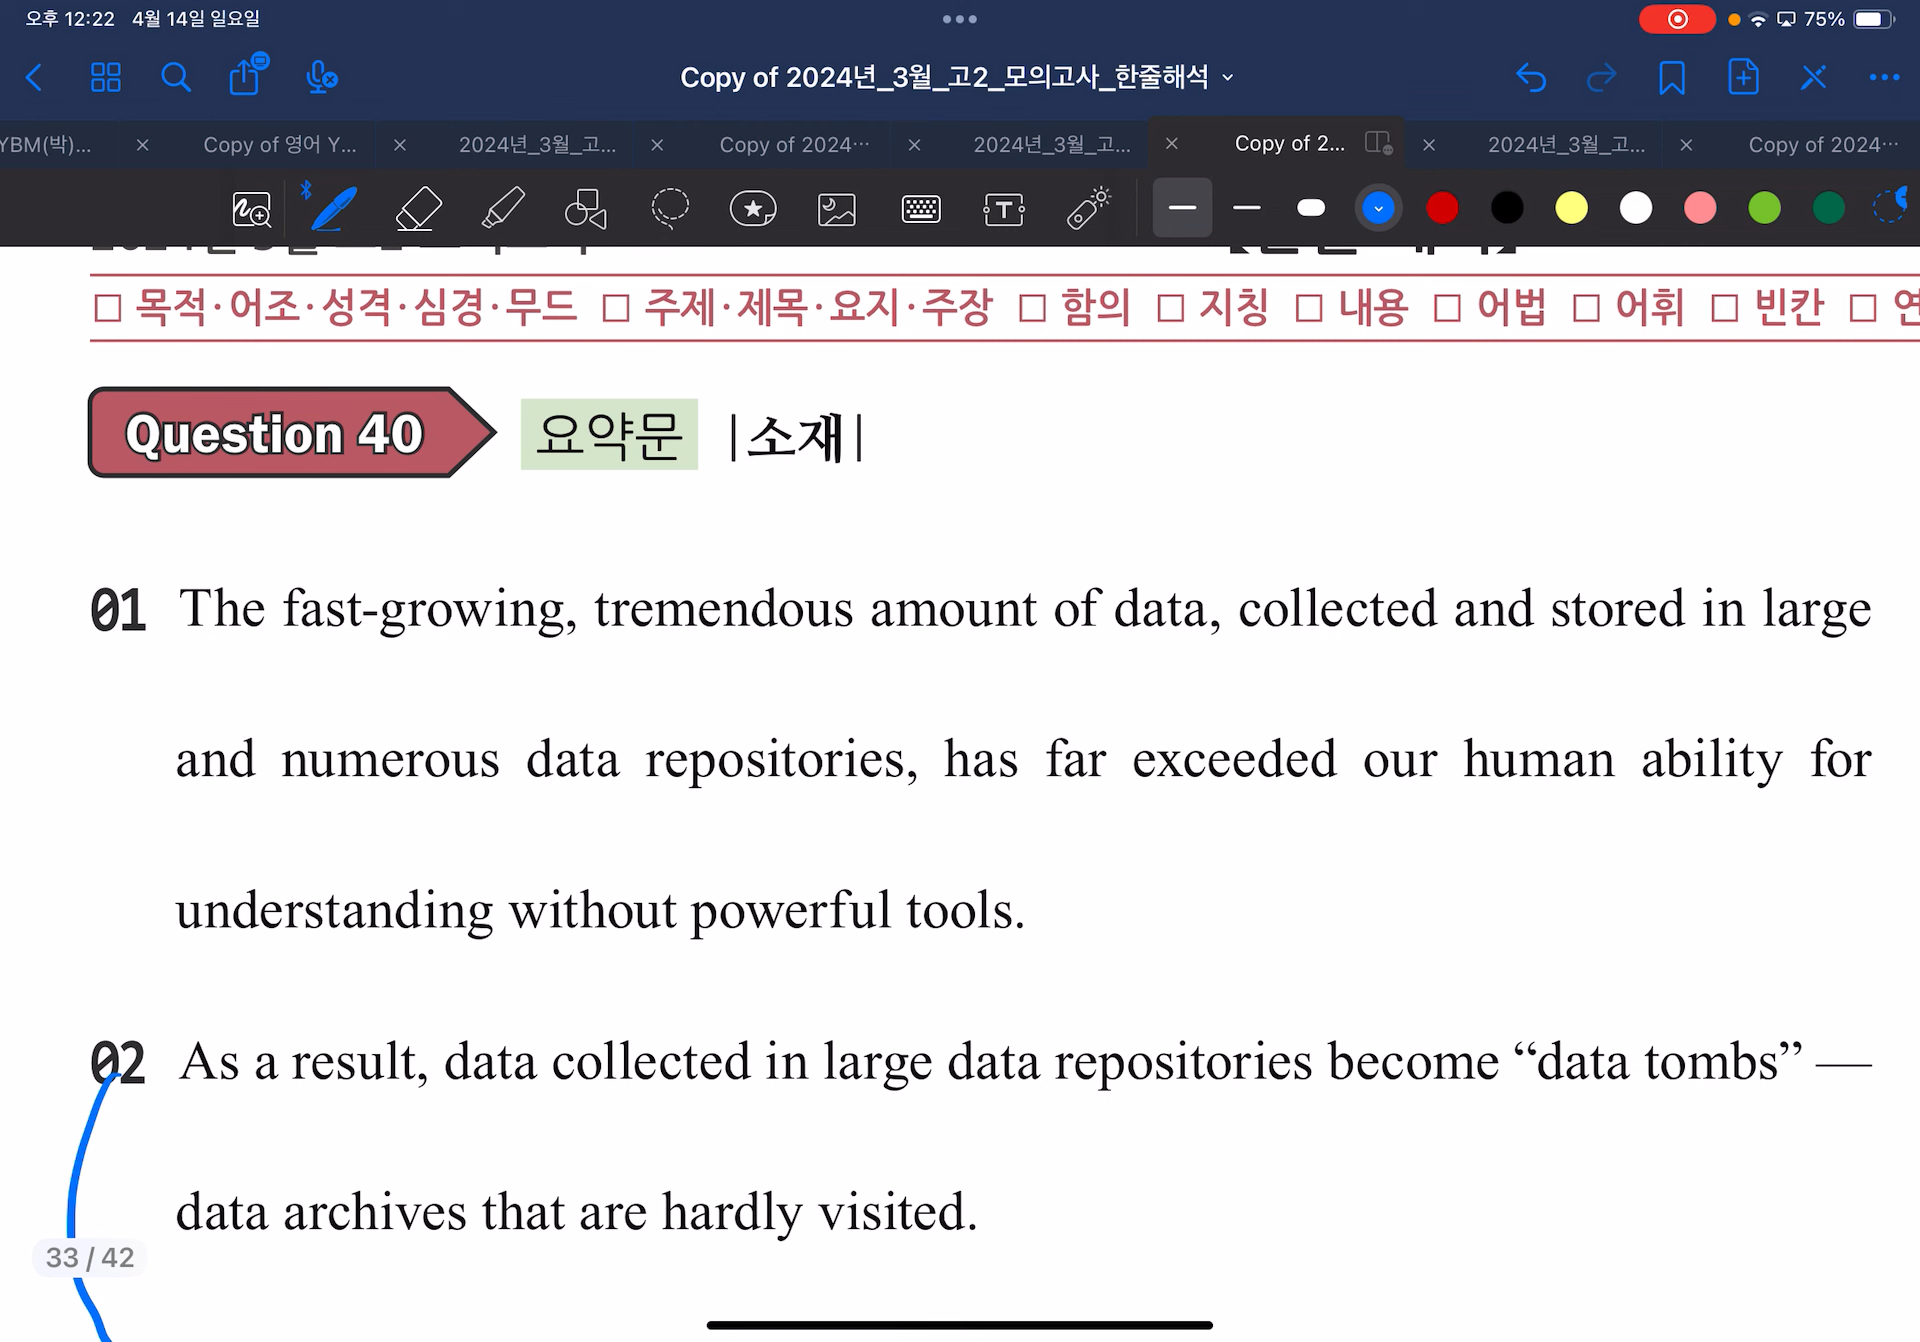 오후 12:22 4월 14일 일요일
75%
Copy of 2024년_3월_고2_모의고사_한줄해석
YBM(박)...
Copy of 영어 Y...
2024년_3월_고...
Copy of 2024...
2024년_3월_고...
Copy of 2...
2024년_3월_고...
Copy of 2024...
□ 목적·어조·성격·심경·무드 □ 주제·제목·요지·주장 □ 함의 □ 지칭 □ 내용 □ 어법 □ 어휘 □ 빈칸 □
Question 40 요약문 |소재|
01 The fast-growing, tremendous amount of data, collected and stored in large
and numerous data repositories, has far exceeded our human ability for
understanding without powerful tools.
02 As a result, data collected in large data repositories become “data tombs” —
data archives that are hardly visited.
33 / 42